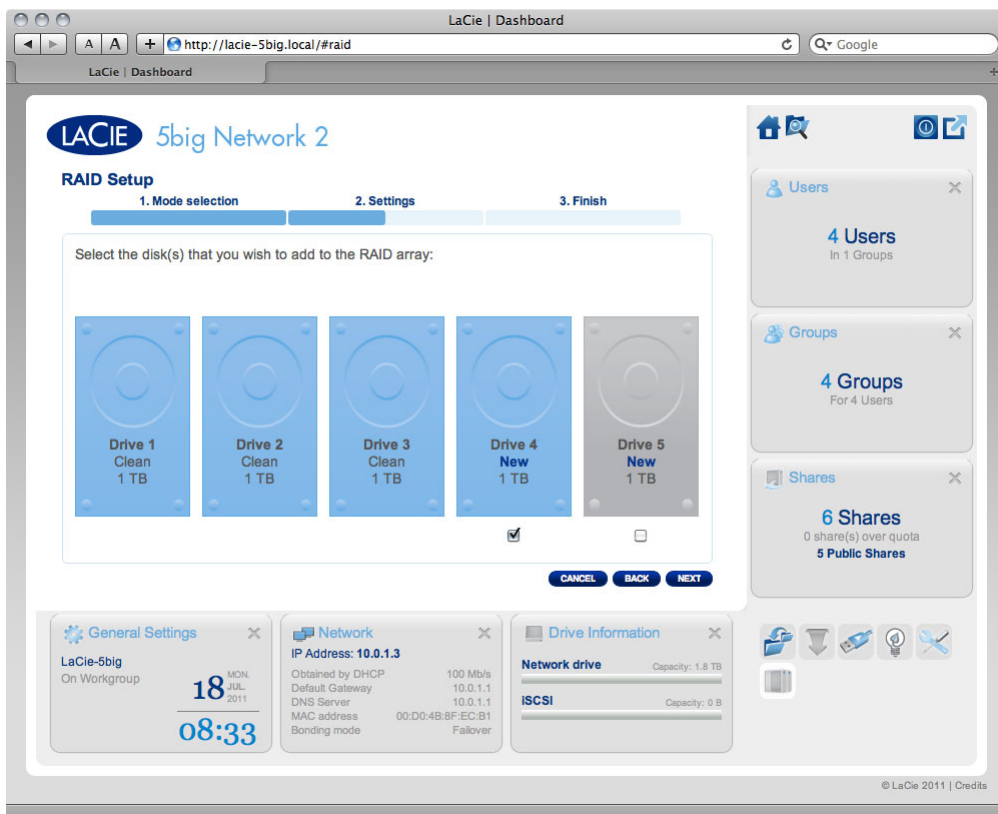 LaCie | Dashboard
A A + http://lacie-5big.local/#raid Google
LaCie | Dashboard
LACIE 5big Network 2
RAID Setup
1. Mode selection 2. Settings 3. Finish
Select the disk(s) that you wish to add to the RAID array:
Drive 1
Clean
1 TB
Drive 2
Clean
1 TB
Drive 3
Clean
1 TB
Drive 4
New
1 TB
Drive 5
New
1 TB
CANCEL BACK NEXT
Users
4 Users
In 1 Groups
Groups
4 Groups
For 4 Users
Shares
6 Shares
0 share(s) over quota
5 Public Shares
General Settings
LaCie-5big
On Workgroup
18 MON. JUL. 2011
08:33
Network
IP Address: 10.0.1.3
Obtained by DHCP 100 Mb/s
Default Gateway 10.0.1.1
DNS Server 10.0.1.1
MAC address 00:D0:4B:8F:EC:B1
Bonding mode Failover
Drive Information
Network drive Capacity: 1.8 TB
iSCSI Capacity: 0 B
© LaCie 2011 | Credits